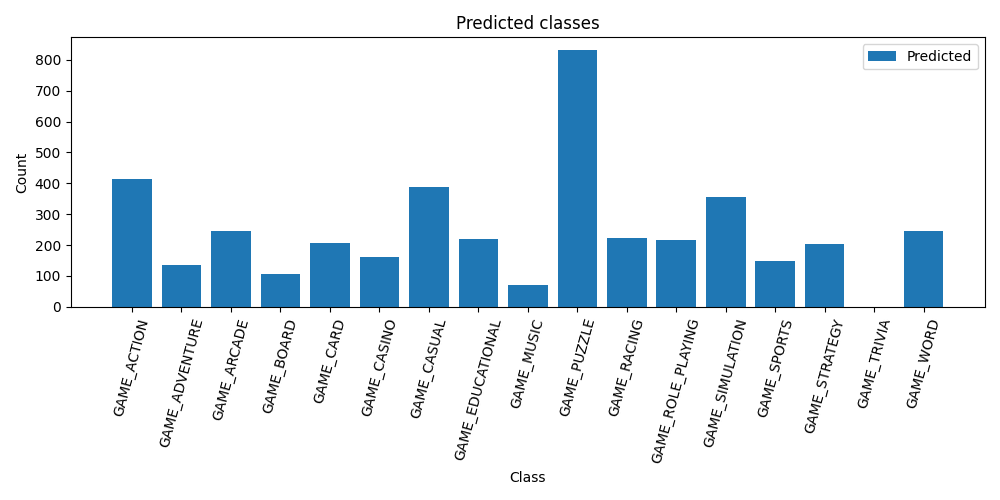 Predicted classes
Predicted
Count
800
700
600
500
400
300
200
100
0
GAME_ACTION
GAME_ADVENTURE
GAME_ARCADE
GAME_BOARD
GAME_CARD
GAME_CASINO
GAME_CASUAL
GAME_EDUCATIONAL
GAME_MUSIC
GAME_PUZZLE
GAME_RACING
GAME_ROLE_PLAYING
GAME_SIMULATION
GAME_SPORTS
GAME_STRATEGY
GAME_TRIVIA
GAME_WORD
Class